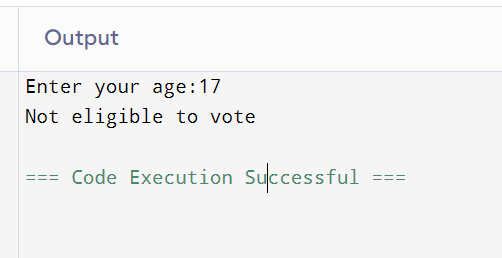 Output
Enter your age:17
Not eligible to vote
=== Code Execution Successful ===